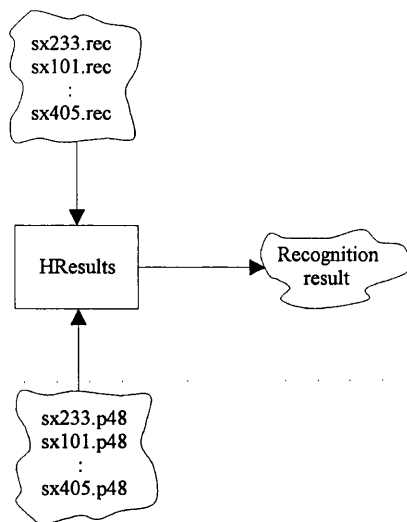 sx233.rec
sx101.rec
:
sx405.rec
HResults
Recognition
result
sx233.p48
sx101.p48
:
sx405.p48